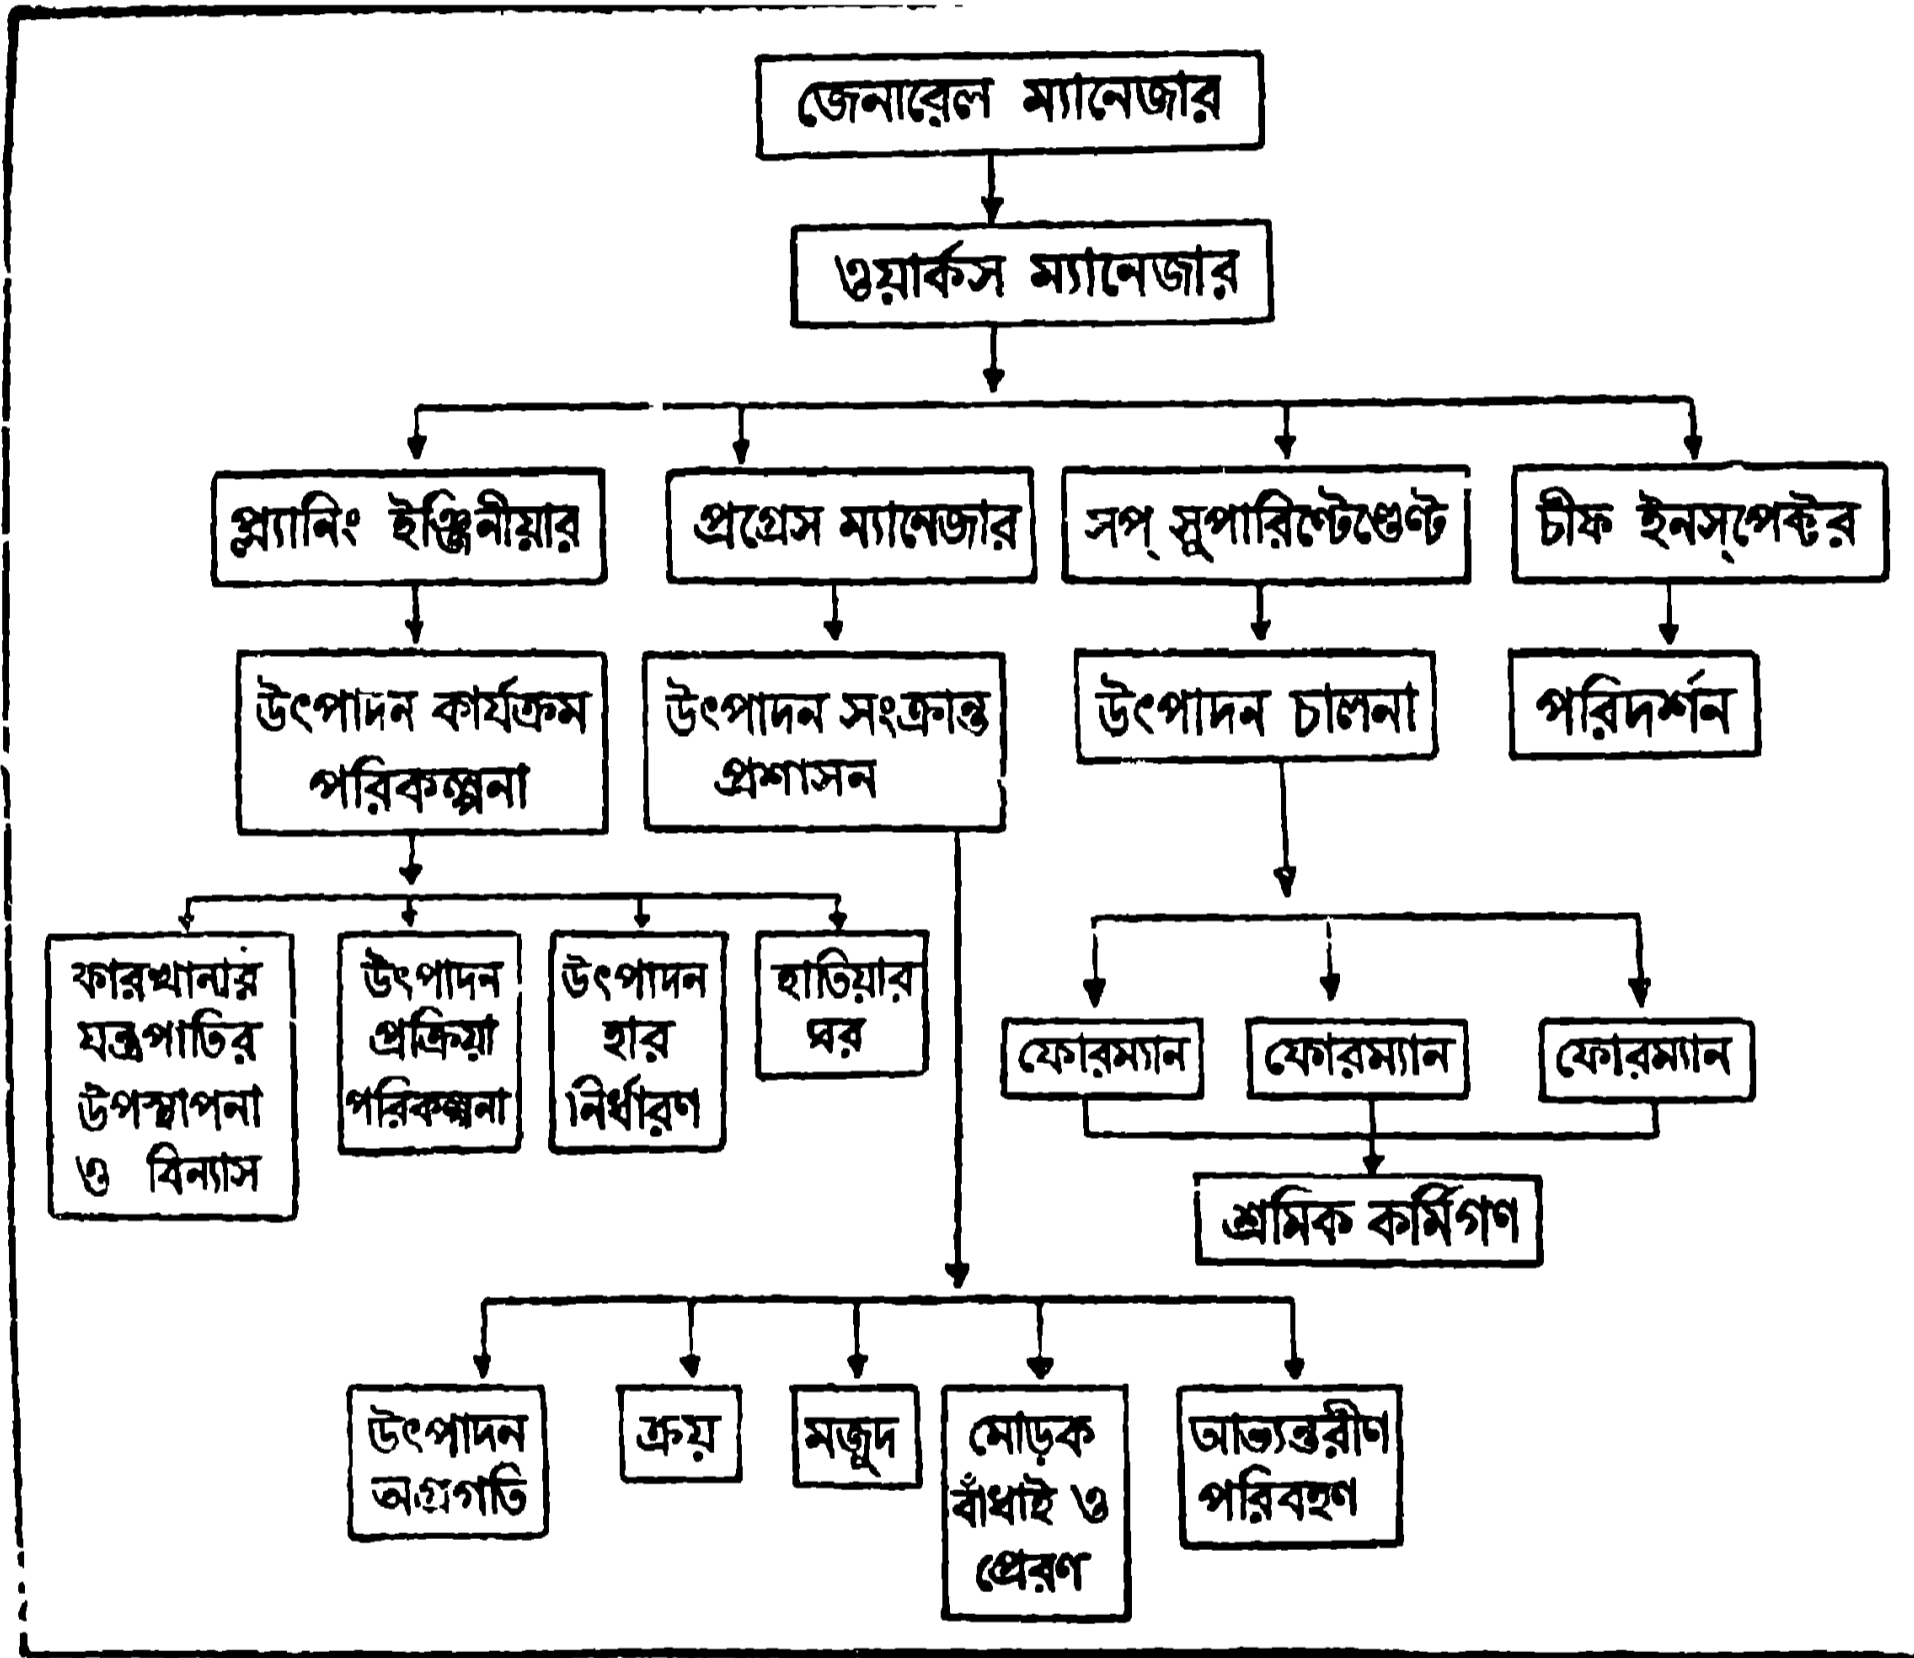 জেনারেল ম্যানেজার
ওয়ার্কস ম্যানেজার
প্ল্যানিং ইঞ্জিনীয়ার
প্রগ্রেস ম্যানেজার
সপ্ সুপারিণ্টেণ্ডেণ্ট
চীফ ইনস্পেক্টর
উৎপাদন কার্যক্রম
পরিকল্পনা
উৎপাদন সংক্রান্ত
প্রশাসন
উৎপাদন চালনা
পরিদর্শন
কারখানার
যন্ত্রপাতির
উপস্থাপনা
ও বিন্যাস
উৎপাদন
প্রক্রিয়া
পরিকল্পনা
উৎপাদন
হার
নির্ধারণ
হাতিয়ার
ঘর
ফোরম্যান
ফোরম্যান
ফোরম্যান
শ্রমিক কর্মিগণ
উৎপাদন
অগ্রগতি
ক্রয়
মজুদ
মোড়ক
বাঁধাই ও
প্রেরণ
আভ্যন্তরীণ
পরিবহণ